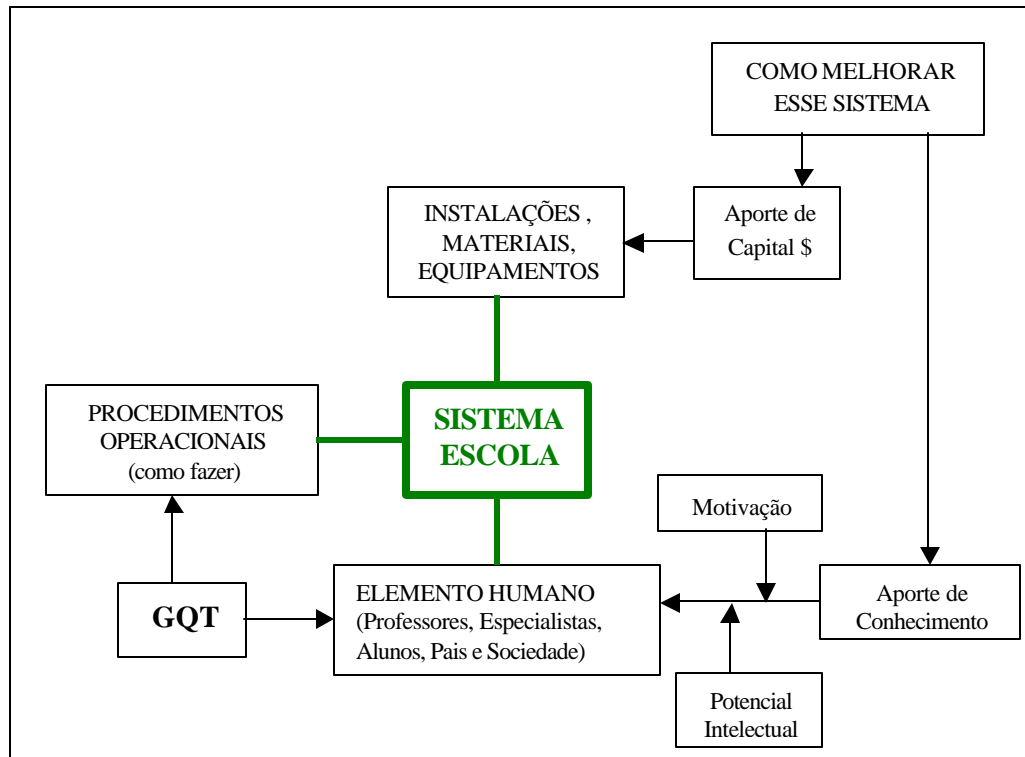 COMO MELHORAR
ESSE SISTEMA
INSTALAÇÕES ,
MATERIAIS,
EQUIPAMENTOS
Aporte de
Capital $
PROCEDIMENTOS
OPERACIONAIS
(como fazer)
SISTEMA
ESCOLA
Motivação
GQT
ELEMENTO HUMANO
(Professores, Especialistas,
Alunos, Pais e Sociedade)
Aporte de
Conhecimento
Potencial
Intelectual